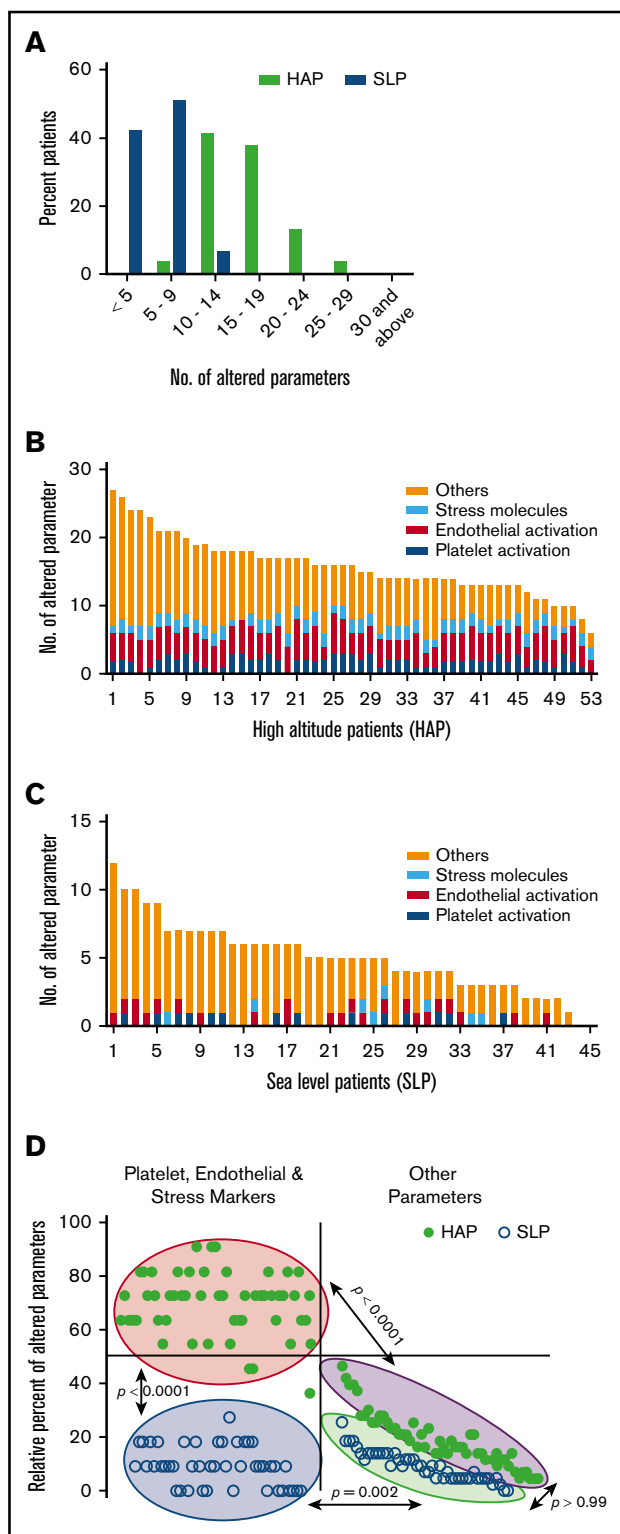 A
60
40
20
0
Percent patients
HAP SLP
< 5
5 - 9
10 - 14
15 - 19
20 - 24
25 - 29
30 and
above
No. of altered parameters
B
30
20
10
0
No. of altered parameter
Others
Stress molecules
Endothelial activation
Platelet activation
1 5 9 13 17 21 25 29 33 37 41 45 49 53
High altitude patients (HAP)
C
15
10
5
0
No. of altered parameter
Others
Stress molecules
Endothelial activation
Platelet activation
1 5 9 13 17 21 25 29 33 37 41 45
Sea level patients (SLP)
D
Platelet, Endothelial &
Stress Markers
Other
Parameters
HAP SLP
100
80
60
40
20
0
Relative percent of altered parameters
p < 0.0001
p < 0.0001
p = 0.002
p > 0.99